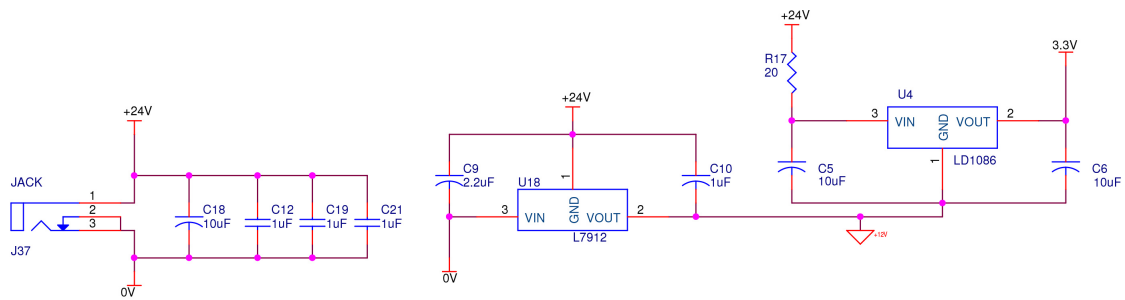 JACK
1
2
3
J37
+24V
0V
C18
10uF
C12
1uF
C19
1uF
C21
1uF
+24V
C9
2.2uF
U18
1
GND
3
VIN
VOUT
2
L7912
C10
1uF
0V
+24V
R17
20
U4
3
VIN
GND
VOUT
2
1
LD1086
C5
10uF
3.3V
C6
10uF
+12V